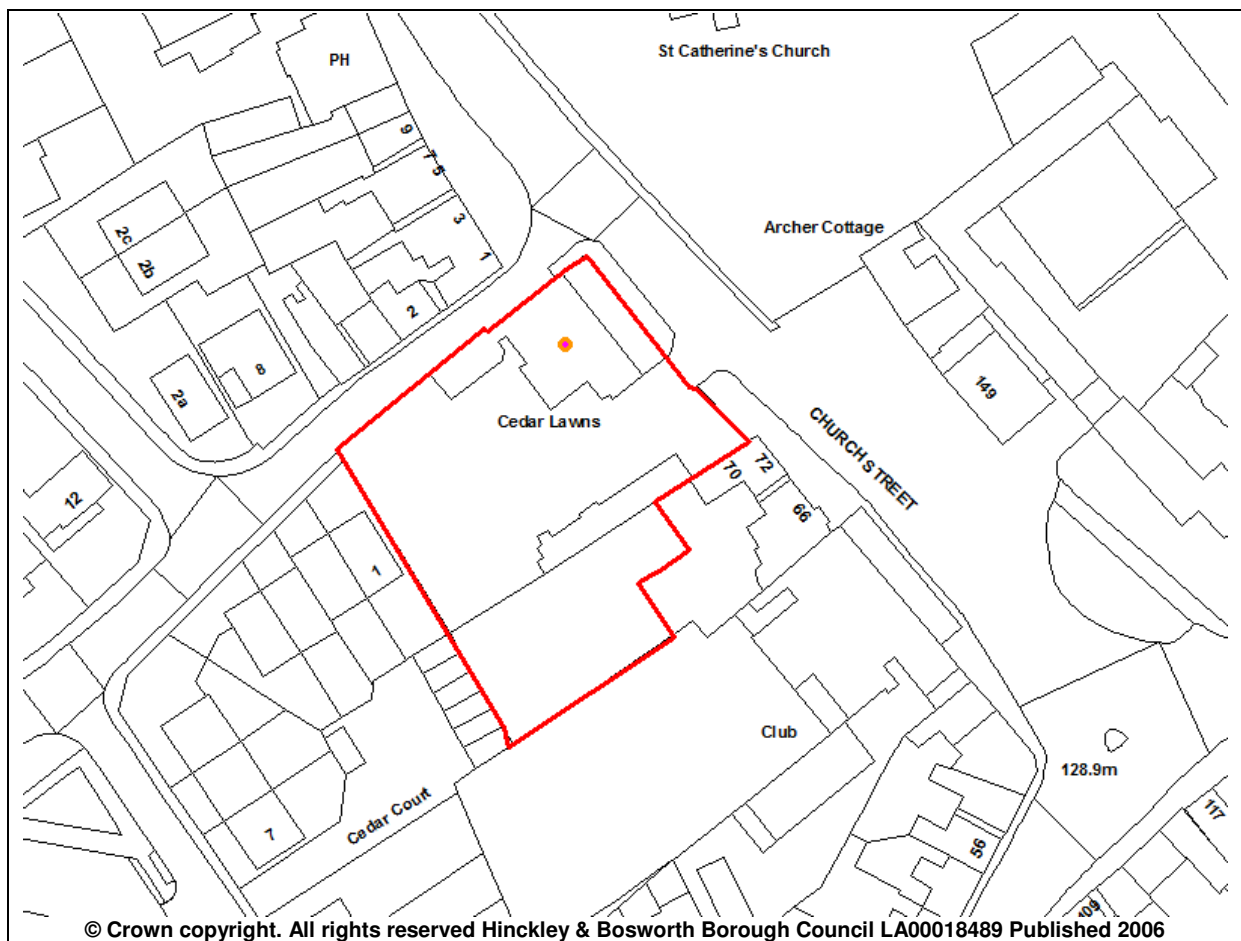 St Catherine's Church
PH
9
7
5
3
1
Archer Cottage
2c
2b
2
8
2a
149
Cedar Lawns
CHURCH STREET
72
70
66
12
1
Club
128.9m
117
Cedar Court
7
56
109
© Crown copyright. All rights reserved Hinckley & Bosworth Borough Council LA00018489 Published 2006